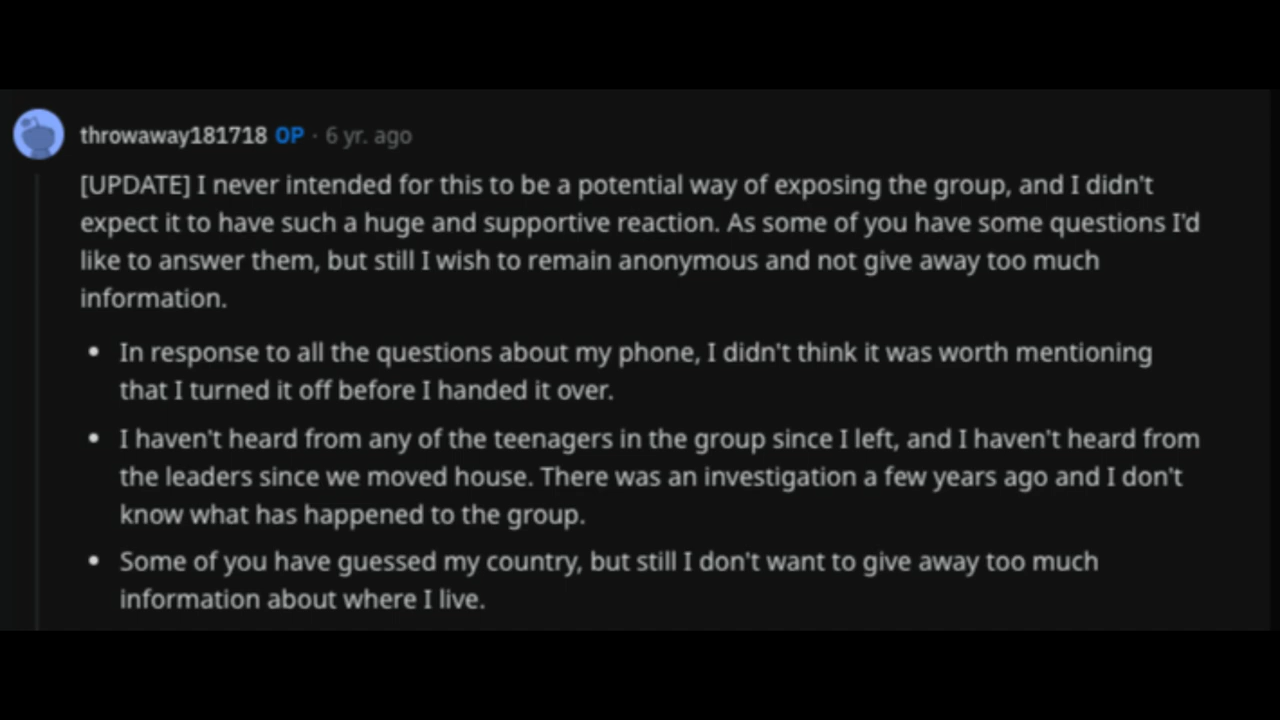 throwaway181718 OP · 6 yr. ago
[UPDATE] I never intended for this to be a potential way of exposing the group, and I didn't
expect it to have such a huge and supportive reaction. As some of you have some questions I'd
like to answer them, but still I wish to remain anonymous and not give away too much
information.
• In response to all the questions about my phone, I didn't think it was worth mentioning
that I turned it off before I handed it over.
• I haven't heard from any of the teenagers in the group since I left, and I haven't heard from
the leaders since we moved house. There was an investigation a few years ago and I don't
know what has happened to the group.
• Some of you have guessed my country, but still I don't want to give away too much
information about where I live.